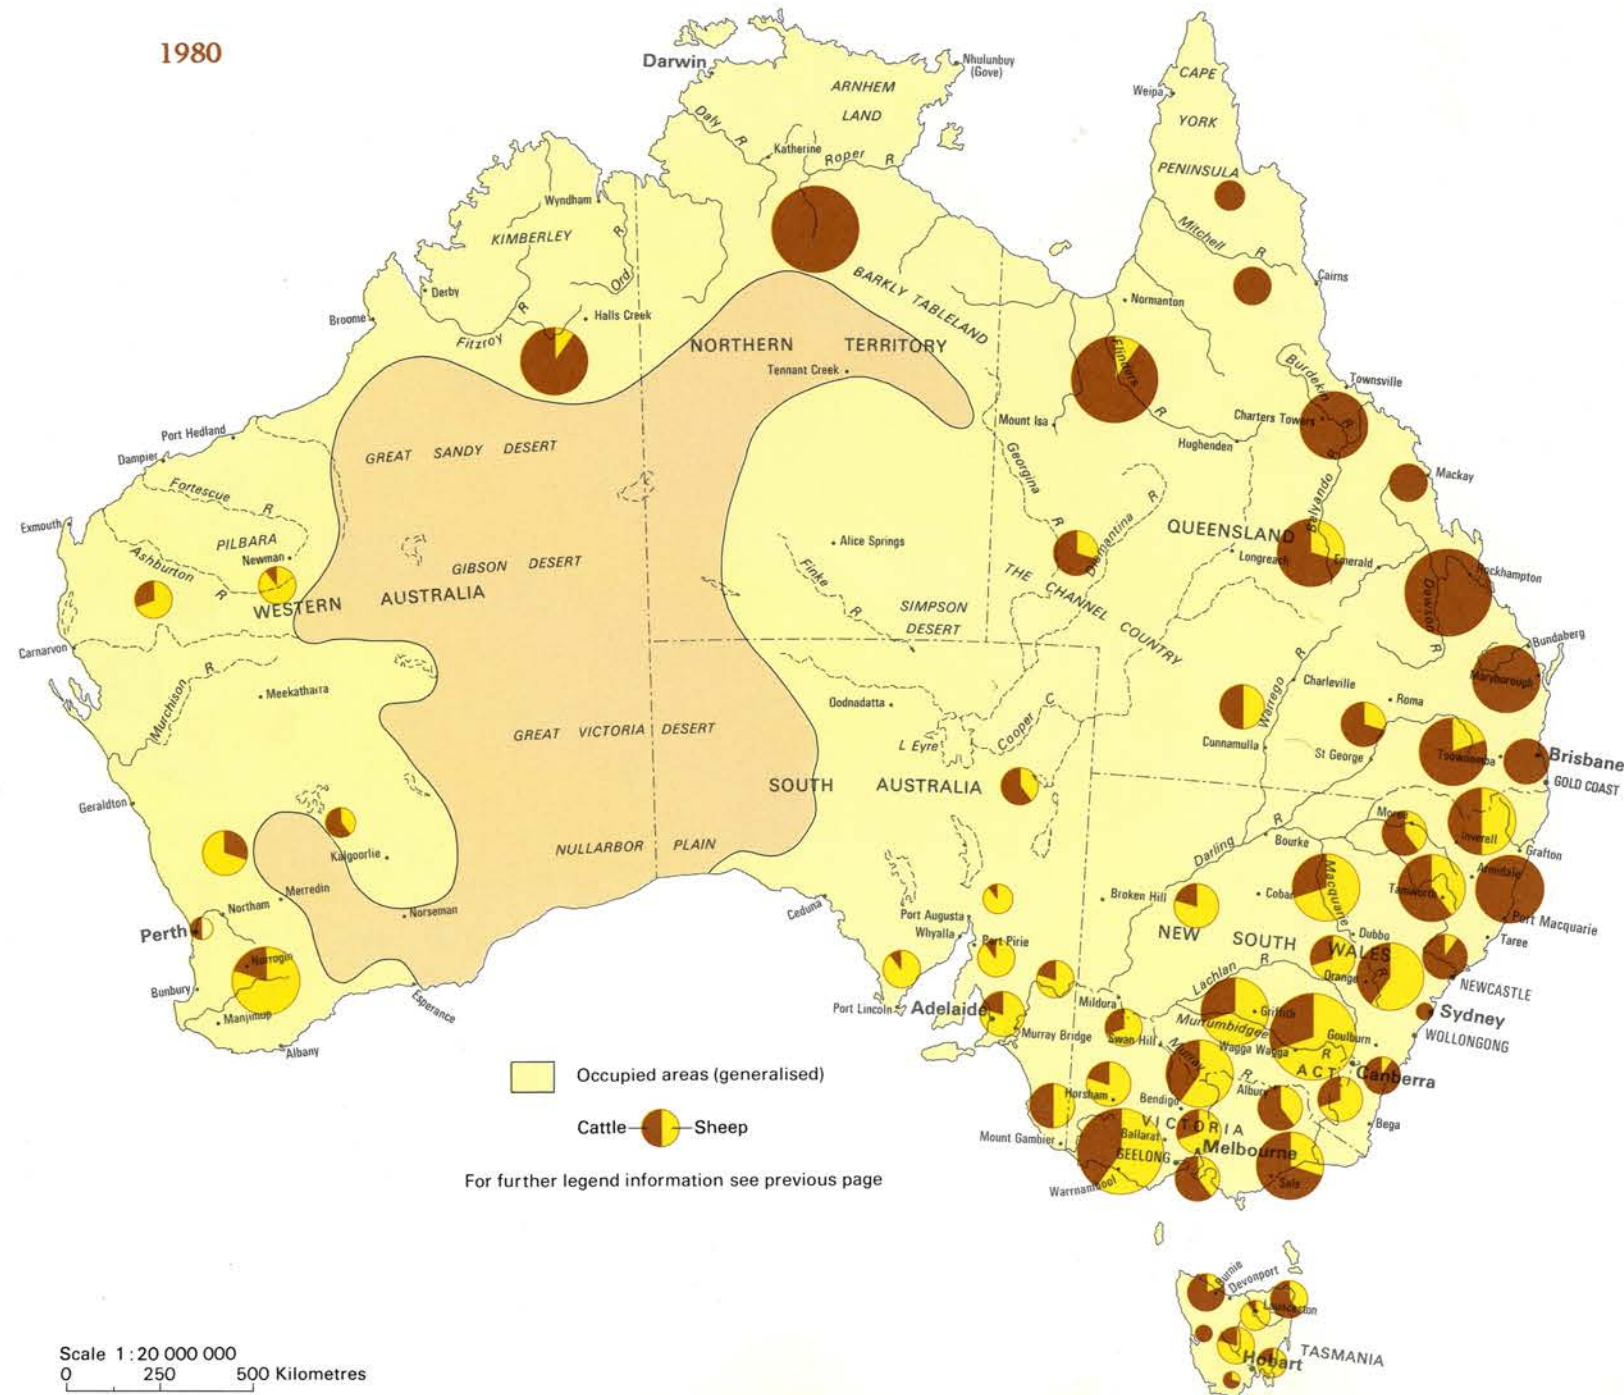 1980
Darwin
Nhulunbuy
(Gove)
ARNHEM
LAND
CAPE
YORK
PENINSULA
Weipa
Daly R
Katherine
Roper R
Wyndham
KIMBERLEY
Ord R
Mitchell R
Cairns
Derby
Broome
Halls Creek
Fitzroy R
BARKLY TABLELAND
Normanton
NORTHERN TERRITORY
Tennant Creek
Flinders R
Burdekin R
Townsville
Charters Towers
Mount Isa
Hughenden
Port Hedland
Dampier
GREAT SANDY DESERT
Georgina R
Belyando R
Mackay
Fortescue R
Exmouth
PILBARA
Newman
Ashburton R
GIBSON DESERT
Alice Springs
Diamantina R
QUEENSLAND
Longreach
Emerald
Rockhampton
WESTERN AUSTRALIA
Finke R
SIMPSON
DESERT
THE CHANNEL COUNTRY
Dawson R
Bundaberg
Carnarvon
Murchison R
Meekatharra
Oodnadatta
Cooper C
L Eyre
Warrego R
Charleville
Roma
Maryborough
GREAT VICTORIA DESERT
Cunnamulla
St George
Toowoomba
Brisbane
GOLD COAST
SOUTH AUSTRALIA
Geraldton
Kalgoorlie
NULLARBOR PLAIN
Darling R
Bourke
Moree
Inverell
Grafton
Merredin
Northam
Norseman
Perth
Ceduna
Port Augusta
Whyalla
Port Pirie
Broken Hill
Cobar
Macquarie R
Tamworth
Armidale
Port Macquarie
Taree
NEW SOUTH WALES
Dubbo
Narrogin
Bunbury
Manjimup
Albany
Esperance
Port Lincoln
Adelaide
Murray Bridge
Mildura
Lachlan R
Orange
NEWCASTLE
Griffith
Sydney
WOLLONGONG
Murrumbidgee R
Goulburn
Swan Hill
Wagga Wagga
ACT
Canberra
Murray R
Albury
Horsham
Bendigo
Bega
VICTORIA
Mount Gambier
Ballarat
GEELONG
Melbourne
Warrnambool
Sale
Occupied areas (generalised)
Cattle Sheep
For further legend information see previous page
Burnie
Devonport
Launceston
Hobart
TASMANIA
Scale 1:20 000 000
0 250 500 Kilometres